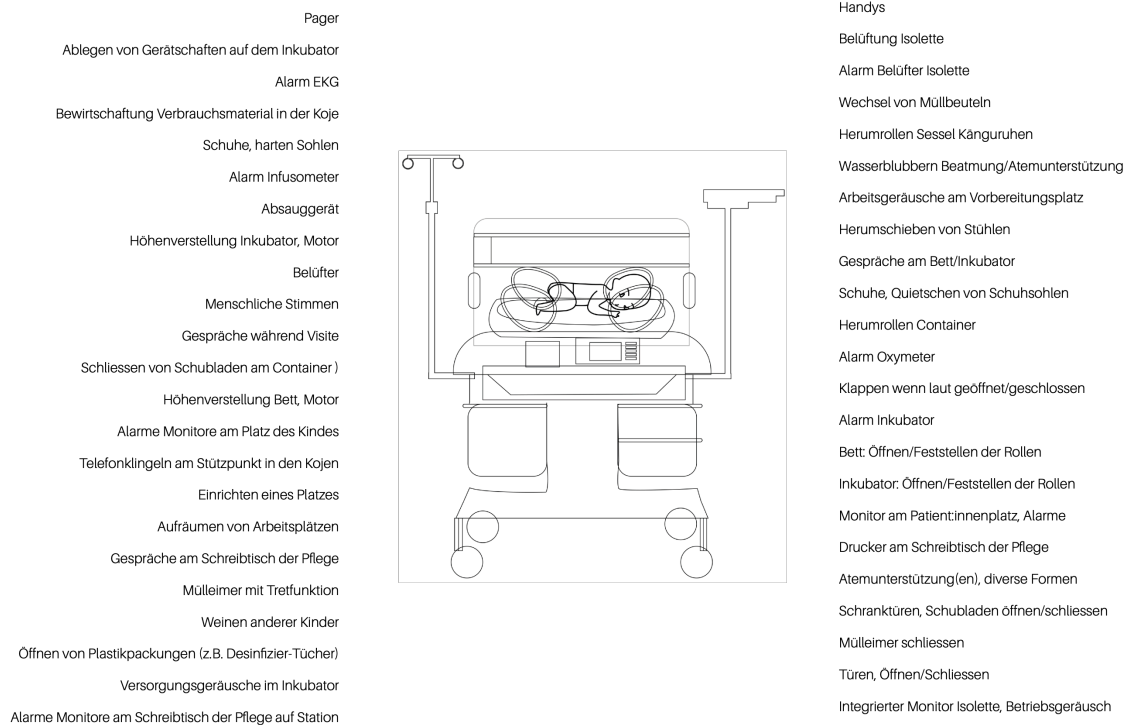 Pager
Ablegen von Gerätschaften auf dem Inkubator
Alarm EKG
Bewirtschaftung Verbrauchsmaterial in der Koje
Schuhe, harten Sohlen
Alarm Infusometer
Absauggerät
Höhenverstellung Inkubator, Motor
Belüfter
Menschliche Stimmen
Gespräche während Visite
Schliessen von Schubladen am Container )
Höhenverstellung Bett, Motor
Alarme Monitore am Platz des Kindes
Telefonklingeln am Stützpunkt in den Kojen
Einrichten eines Platzes
Aufräumen von Arbeitsplätzen
Gespräche am Schreibtisch der Pflege
Mülleimer mit Tretfunktion
Weinen anderer Kinder
Öffnen von Plastikpackungen (z.B. Desinfizier-Tücher)
Versorgungsgeräusche im Inkubator
Alarme Monitore am Schreibtisch der Pflege auf Station
Handys
Belüftung Isolette
Alarm Belüfter Isolette
Wechsel von Müllbeuteln
Herumrollen Sessel Känguruhen
Wasserblubbern Beatmung/Atemunterstützung
Arbeitsgeräusche am Vorbereitungsplatz
Herumschieben von Stühlen
Gespräche am Bett/Inkubator
Schuhe, Quietschen von Schuhsohlen
Herumrollen Container
Alarm Oxymeter
Klappen wenn laut geöffnet/geschlossen
Alarm Inkubator
Bett: Öffnen/Feststellen der Rollen
Inkubator: Öffnen/Feststellen der Rollen
Monitor am Patient:innenplatz, Alarme
Drucker am Schreibtisch der Pflege
Atemunterstützung(en), diverse Formen
Schranktüren, Schubladen öffnen/schliessen
Mülleimer schliessen
Türen, Öffnen/Schliessen
Integrierter Monitor Isolette, Betriebsgeräusch